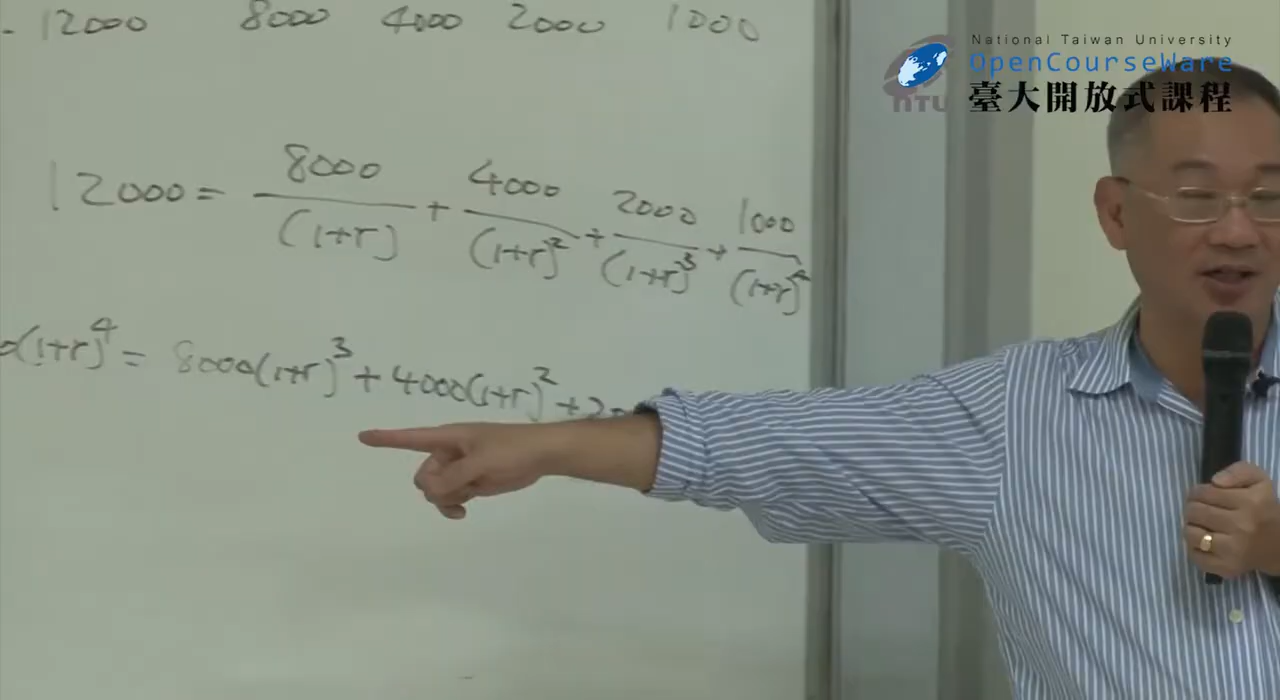 National Taiwan University
OpenCourseWare
臺大開放式課程
NTU
- 12000 8000 4000 2000 1000
12000 = 8000/(1+r) + 4000/(1+r)^2 + 2000/(1+r)^3 + 1000/(1+r)^4
(1+r)^4 = 8000(1+r)^3 + 4000(1+r)^2 +